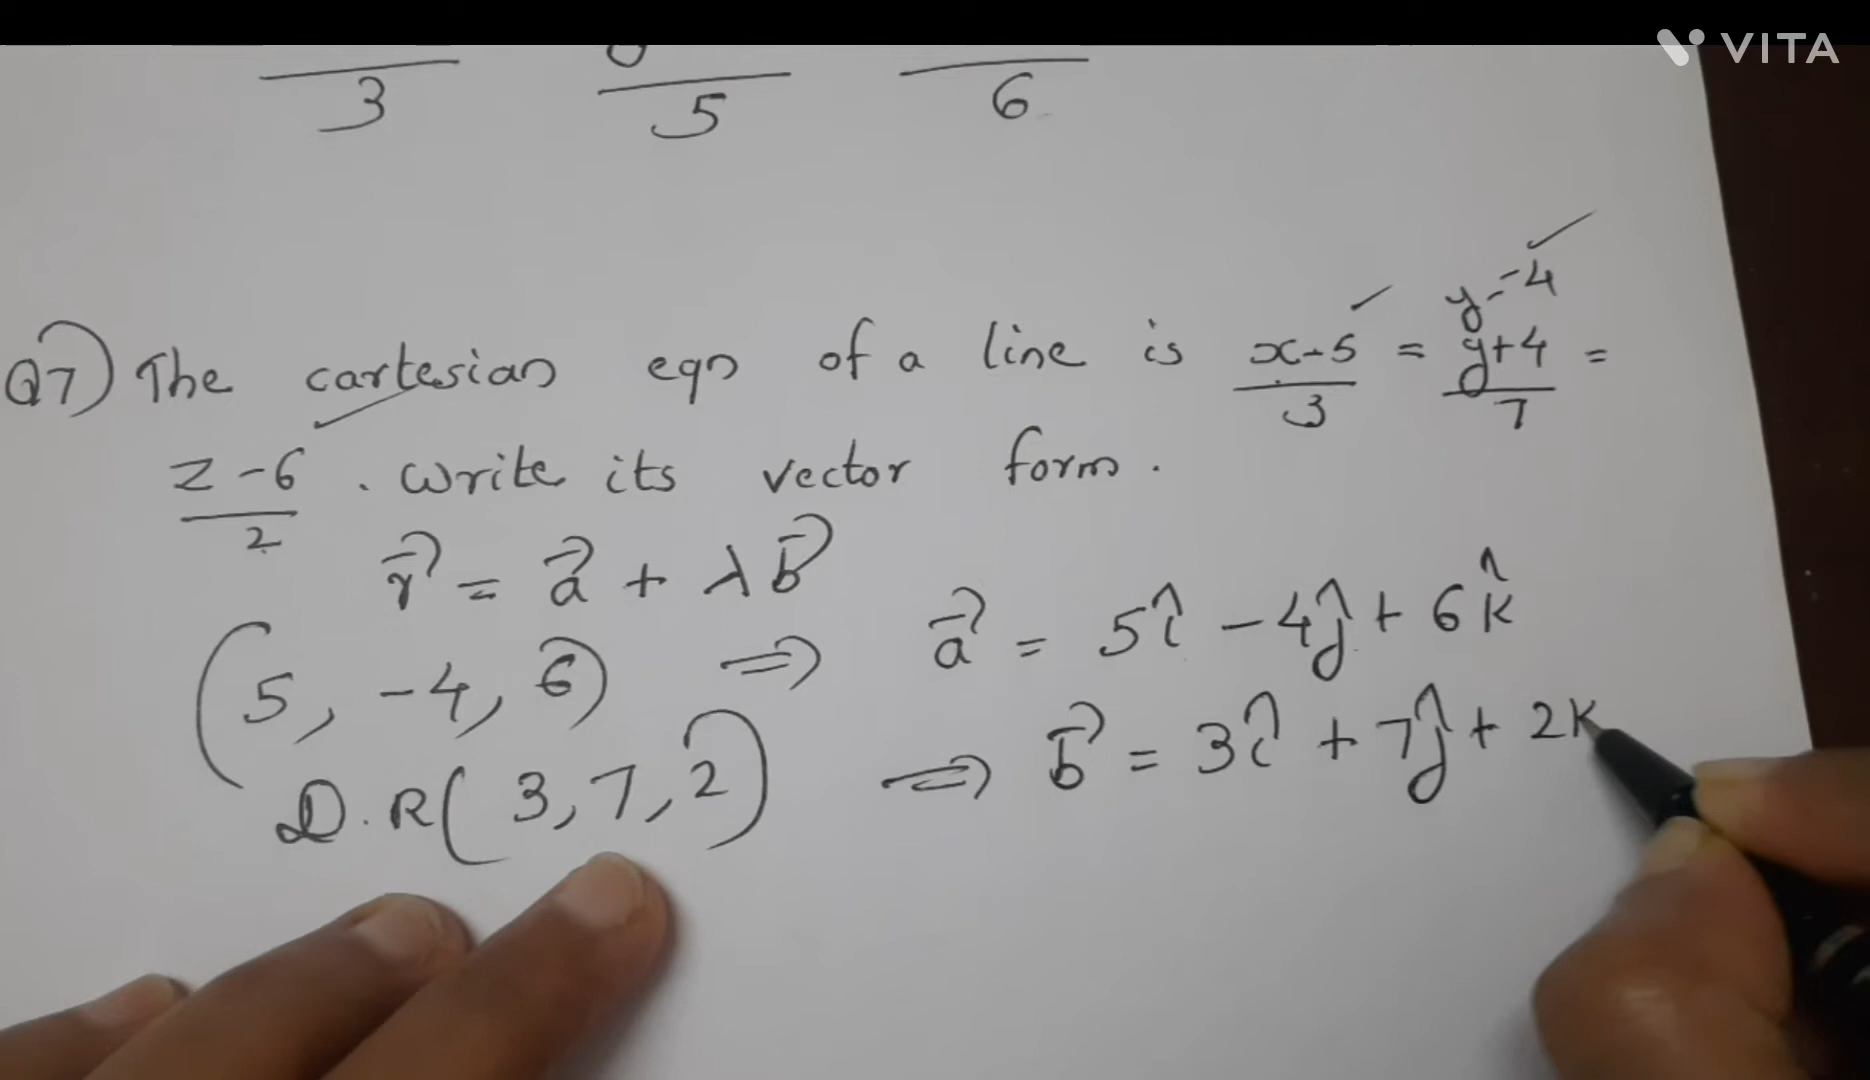 VITA
3 5 6
Q7) The cartesian eqn of a line is x-5/3 = y+4/7 =
y--4
z-6/2 . Write its vector form.
r⃗ = a⃗ + λb⃗
(5, -4, 6) ⇒ a⃗ = 5î - 4ĵ + 6k̂
D.R(3, 7, 2) ⇒ b⃗ = 3î + 7ĵ + 2k